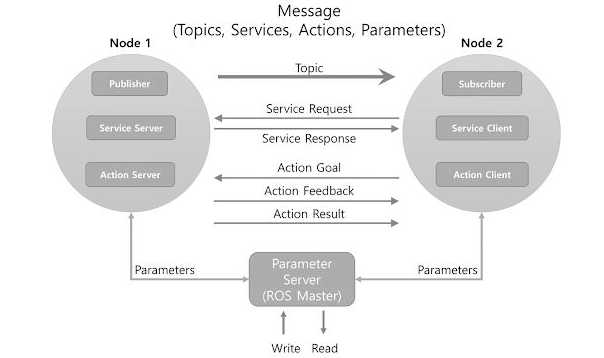 Message
(Topics, Services, Actions, Parameters)
Node 1
Node 2
Publisher
Topic
Subscriber
Service Request
Service Server
Service Client
Service Response
Action Goal
Action Server
Action Client
Action Feedback
Action Result
Parameters
Parameter
Server
(ROS Master)
Parameters
Write
Read